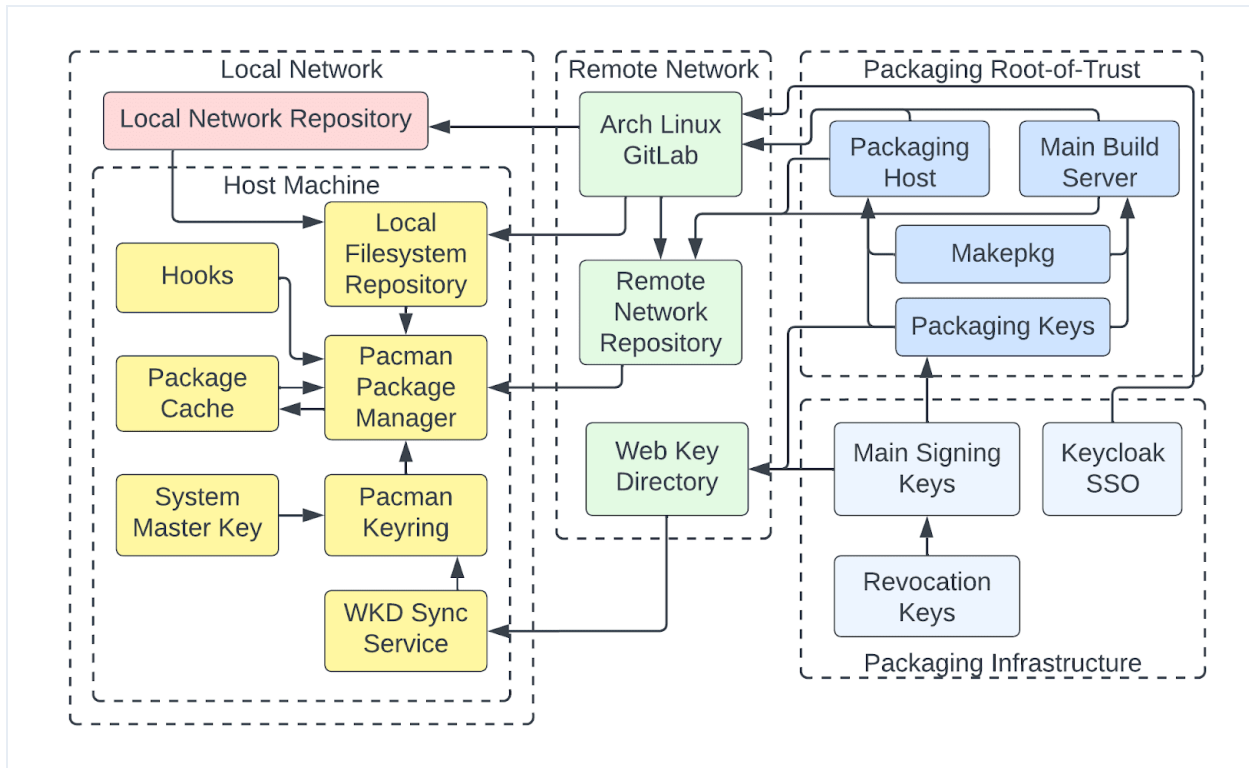 Local Network
Local Network Repository
Host Machine
Local
Filesystem
Repository
Hooks
Pacman
Package
Manager
Package
Cache
System
Master Key
Pacman
Keyring
WKD Sync
Service
Remote Network
Arch Linux
GitLab
Remote
Network
Repository
Web Key
Directory
Packaging Root-of-Trust
Packaging
Host
Main Build
Server
Makepkg
Packaging Keys
Main Signing
Keys
Keycloak
SSO
Revocation
Keys
Packaging Infrastructure